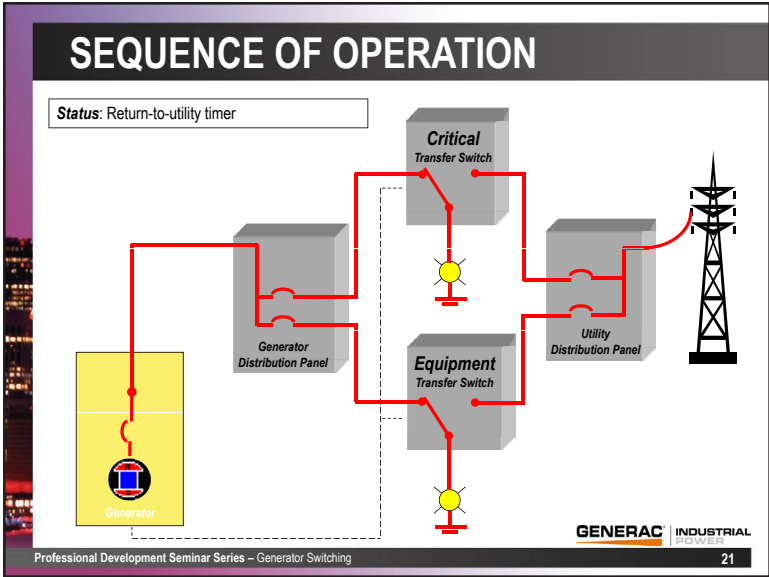 SEQUENCE OF OPERATION
Status: Return-to-utility timer
Critical
Transfer Switch
Generator
Distribution Panel
Utility
Distribution Panel
Equipment
Transfer Switch
Generator
GENERAC INDUSTRIAL
POWER
Professional Development Seminar Series – Generator Switching
21